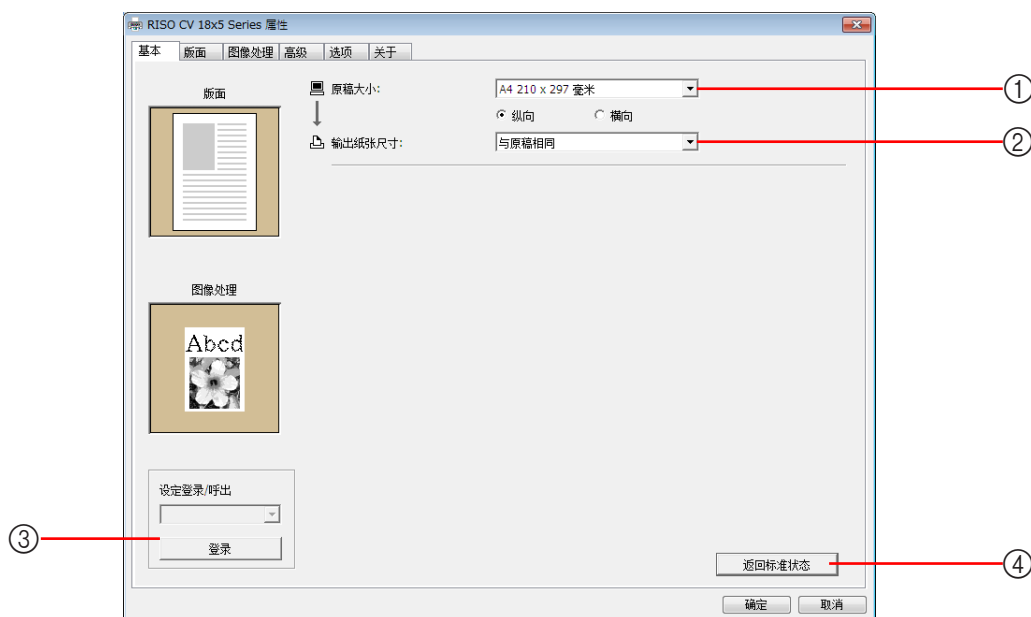 RISO CV 18x5 Series 属性
基本 版面 图像处理 高级 选项 关于
版面
原稿大小:
A4 210 x 297 毫米
①
纵向 横向
输出纸张尺寸:
与原稿相同
②
图像处理
Abcd
设定登录/呼出
③
登录
返回标准状态
④
确定 取消